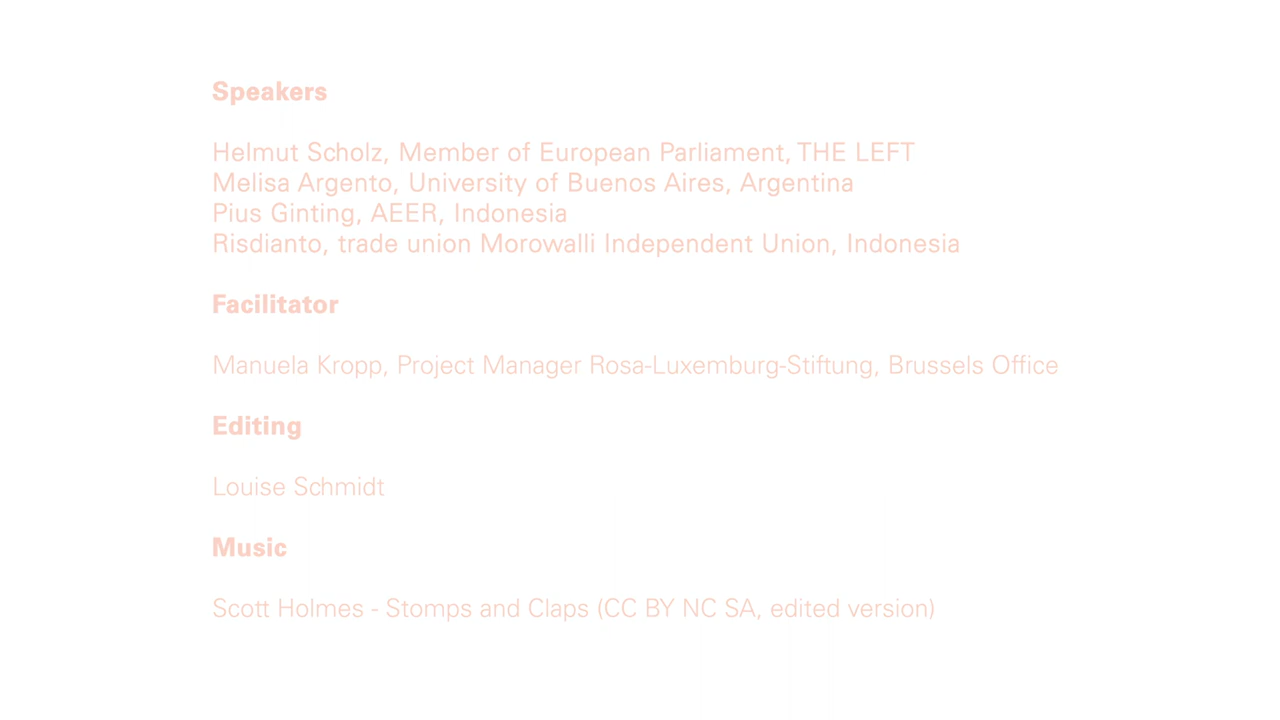 Speakers
Helmut Scholz, Member of European Parliament, THE LEFT
Melisa Argento, University of Buenos Aires, Argentina
Pius Ginting, AEER, Indonesia
Risdianto, trade union Morowalli Independent Union, Indonesia
Facilitator
Manuela Kropp, Project Manager Rosa-Luxemburg-Stiftung, Brussels Office
Editing
Louise Schmidt
Music
Scott Holmes - Stomps and Claps (CC BY NC SA, edited version)